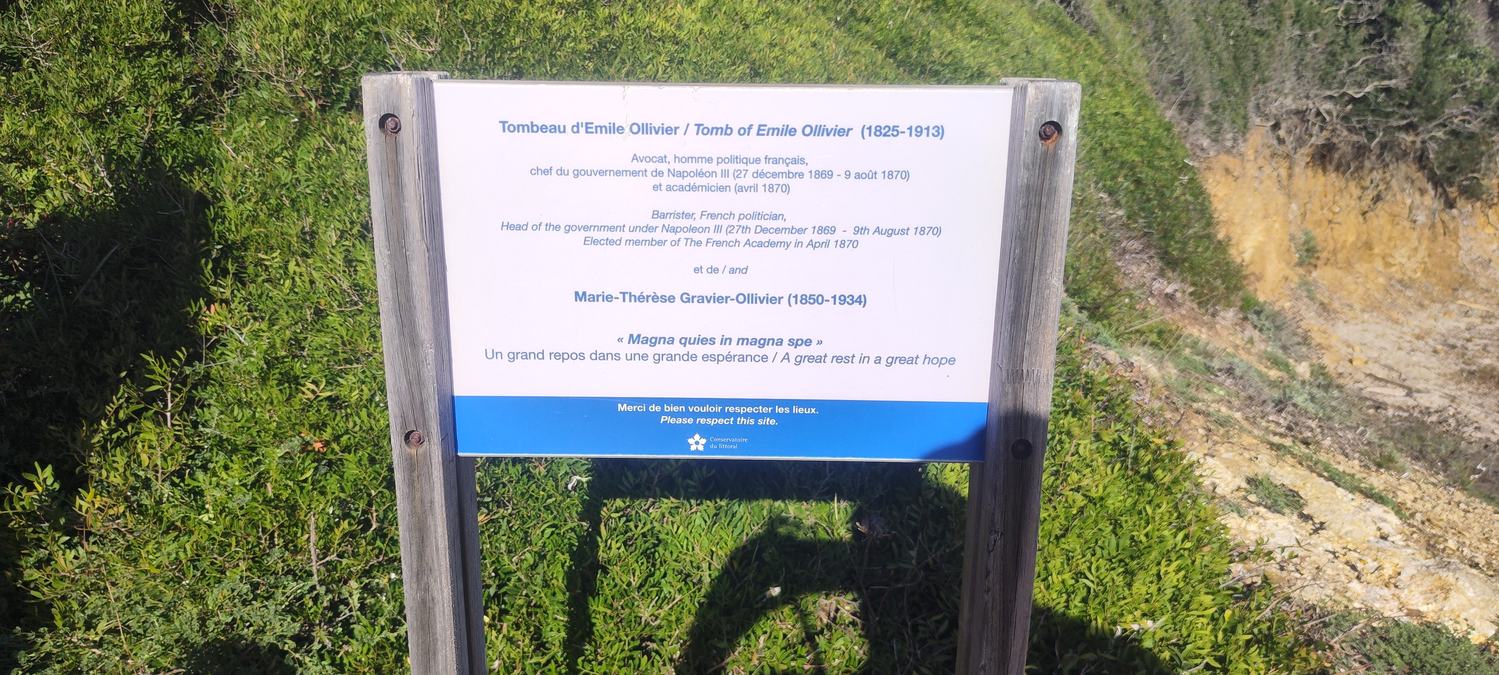 Tombeau d'Emile Ollivier / Tomb of Emile Ollivier (1825-1913)
Avocat, homme politique français,
chef du gouvernement de Napoléon III (27 décembre 1869 - 9 août 1870)
et académicien (avril 1870)
Barrister, French politician,
Head of the government under Napoleon III (27th December 1869 - 9th August 1870)
Elected member of The French Academy in April 1870
et de / and
Marie-Thérèse Gravier-Ollivier (1850-1934)
« Magna quies in magna spe »
Un grand repos dans une grande espérance / A great rest in a great hope
Merci de bien vouloir respecter les lieux.
Please respect this site.
Conservatoire
du littoral